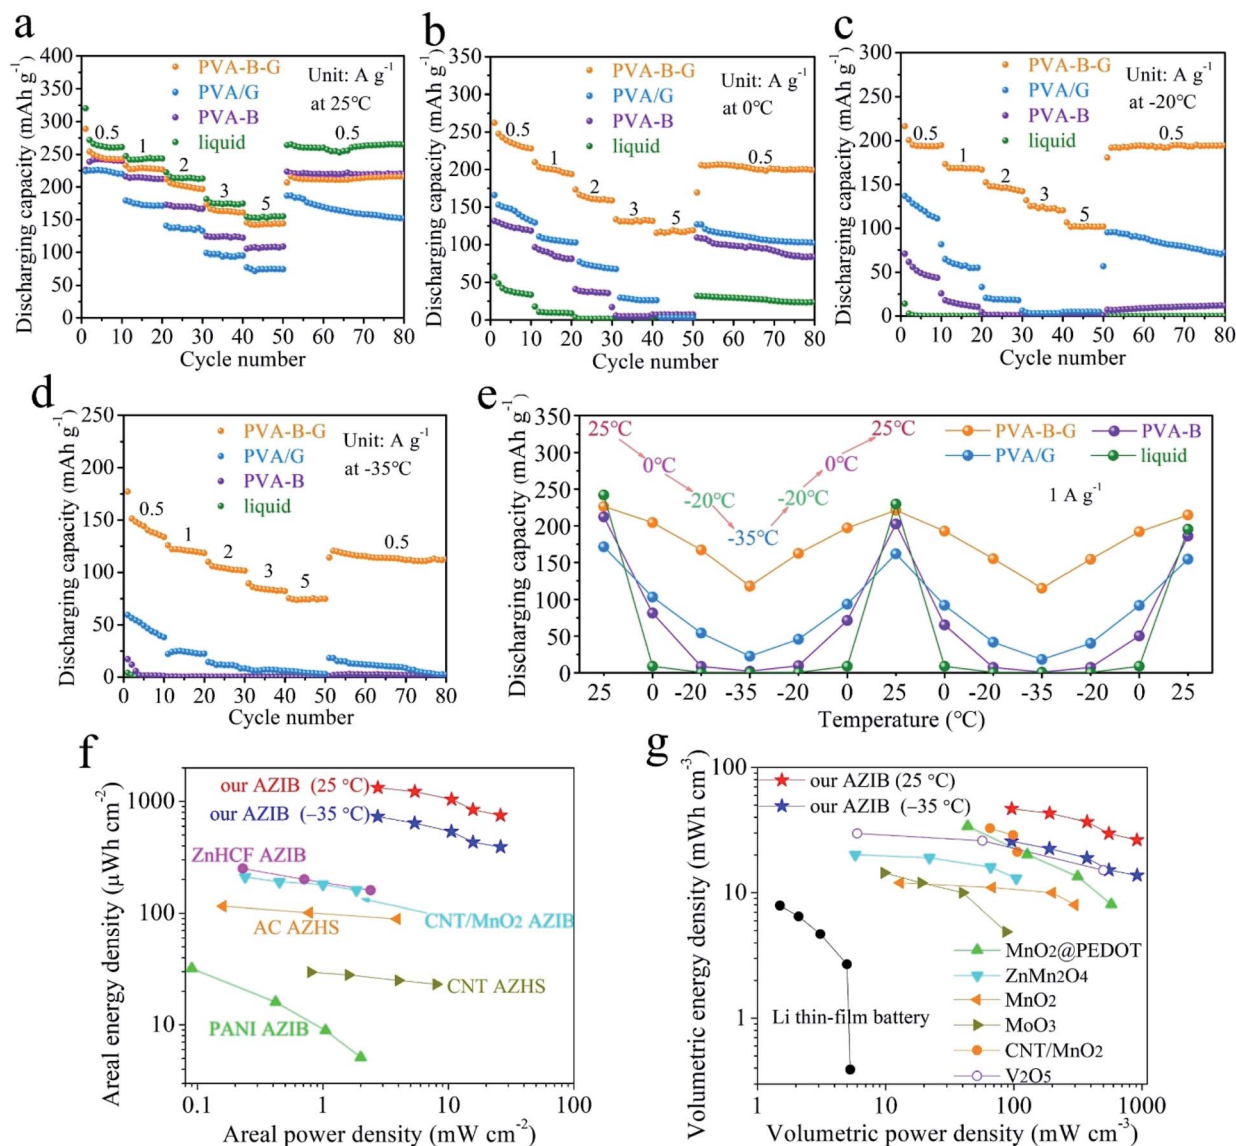 a
400
350
300
250
200
150
100
50
0
Discharging capacity (mAh g⁻¹)
PVA-B-G
PVA/G
PVA-B
liquid
Unit: A g⁻¹
at 25℃
0.5
1
2
3
5
0.5
0 10 20 30 40 50 60 70 80
Cycle number
b
350
300
250
200
150
100
50
0
Discharging capacity (mAh g⁻¹)
PVA-B-G
PVA/G
PVA-B
liquid
Unit: A g⁻¹
at 0℃
0.5
1
2
3
5
0.5
0 10 20 30 40 50 60 70 80
Cycle number
c
300
250
200
150
100
50
0
Discharging capacity (mAh g⁻¹)
PVA-B-G
PVA/G
PVA-B
liquid
Unit: A g⁻¹
at -20℃
0.5
1
2
3
5
0.5
0 10 20 30 40 50 60 70 80
Cycle number
d
250
200
150
100
50
0
Discharging capacity (mAh g⁻¹)
PVA-B-G
PVA/G
PVA-B
liquid
Unit: A g⁻¹
at -35℃
0.5
1
2
3
5
0.5
0 10 20 30 40 50 60 70 80
Cycle number
e
350
300
250
200
150
100
50
0
Discharging capacity (mAh g⁻¹)
25℃
0℃
-20℃
-35℃
-20℃
0℃
25℃
PVA-B-G
PVA/G
PVA-B
liquid
1 A g⁻¹
25 0 -20 -35 -20 0 25 0 -20 -35 -20 0 25
Temperature (℃)
f
1000
100
10
Areal energy density (μWh cm⁻²)
our AZIB (25 °C)
our AZIB (−35 °C)
ZnHCF AZIB
CNT/MnO₂ AZIB
AC AZHS
CNT AZHS
PANI AZIB
0.1 1 10 100
Areal power density (mW cm⁻²)
g
100
10
1
Volumetric energy density (mWh cm⁻³)
our AZIB (25 °C)
our AZIB (−35 °C)
Li thin-film battery
MnO₂@PEDOT
ZnMn₂O₄
MnO₂
MoO₃
CNT/MnO₂
V₂O₅
1 10 100 1000
Volumetric power density (mW cm⁻³)